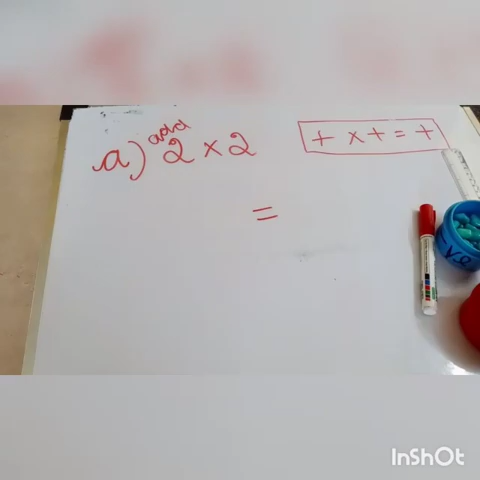 add
a) 2 x 2
+ x + = +
=
InShOt